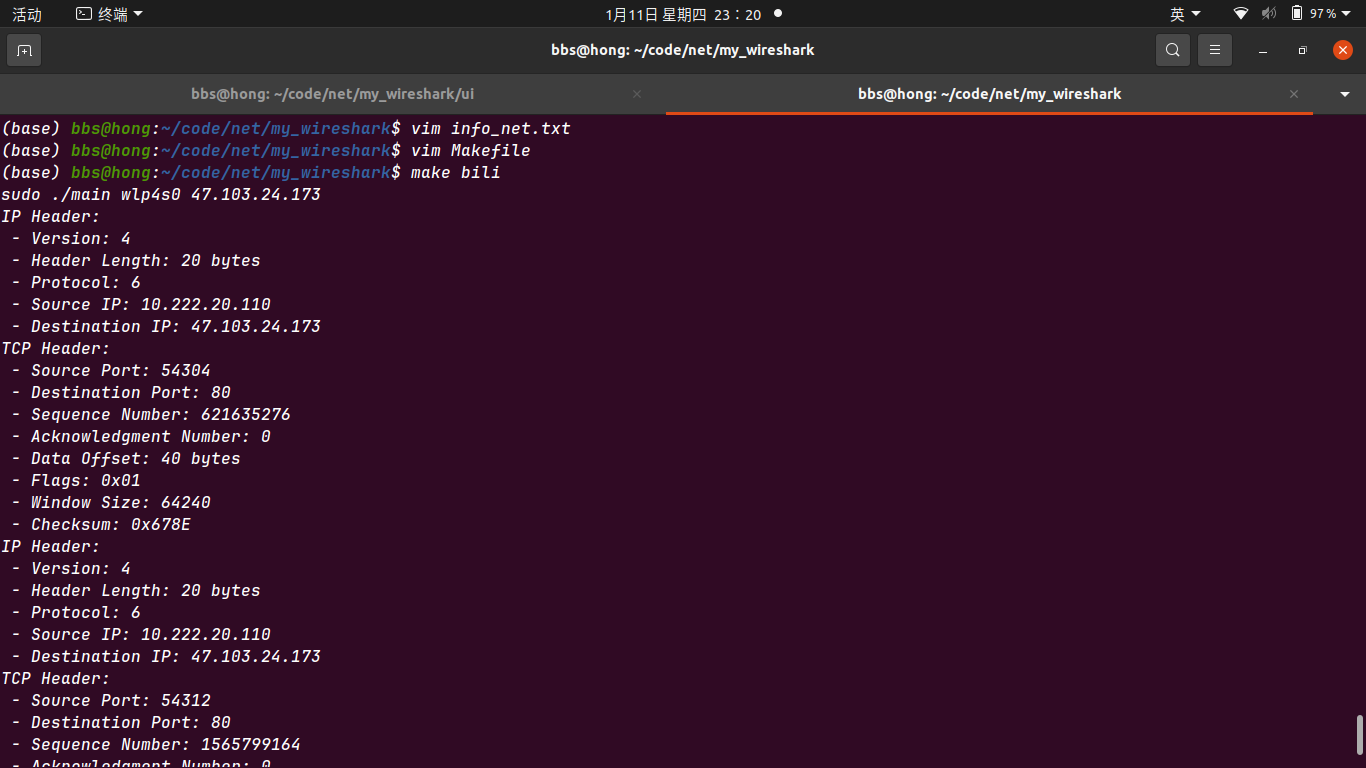 活动 终端 1月11日 星期四 23：20 英 97%
bbs@hong: ~/code/net/my_wireshark
bbs@hong: ~/code/net/my_wireshark/ui bbs@hong: ~/code/net/my_wireshark
(base) bbs@hong:~/code/net/my_wireshark$ vim info_net.txt
(base) bbs@hong:~/code/net/my_wireshark$ vim Makefile
(base) bbs@hong:~/code/net/my_wireshark$ make bili
sudo ./main wlp4s0 47.103.24.173
IP Header:
- Version: 4
- Header Length: 20 bytes
- Protocol: 6
- Source IP: 10.222.20.110
- Destination IP: 47.103.24.173
TCP Header:
- Source Port: 54304
- Destination Port: 80
- Sequence Number: 621635276
- Acknowledgment Number: 0
- Data Offset: 40 bytes
- Flags: 0x01
- Window Size: 64240
- Checksum: 0x678E
IP Header:
- Version: 4
- Header Length: 20 bytes
- Protocol: 6
- Source IP: 10.222.20.110
- Destination IP: 47.103.24.173
TCP Header:
- Source Port: 54312
- Destination Port: 80
- Sequence Number: 1565799164
- Acknowledgment Number: 0